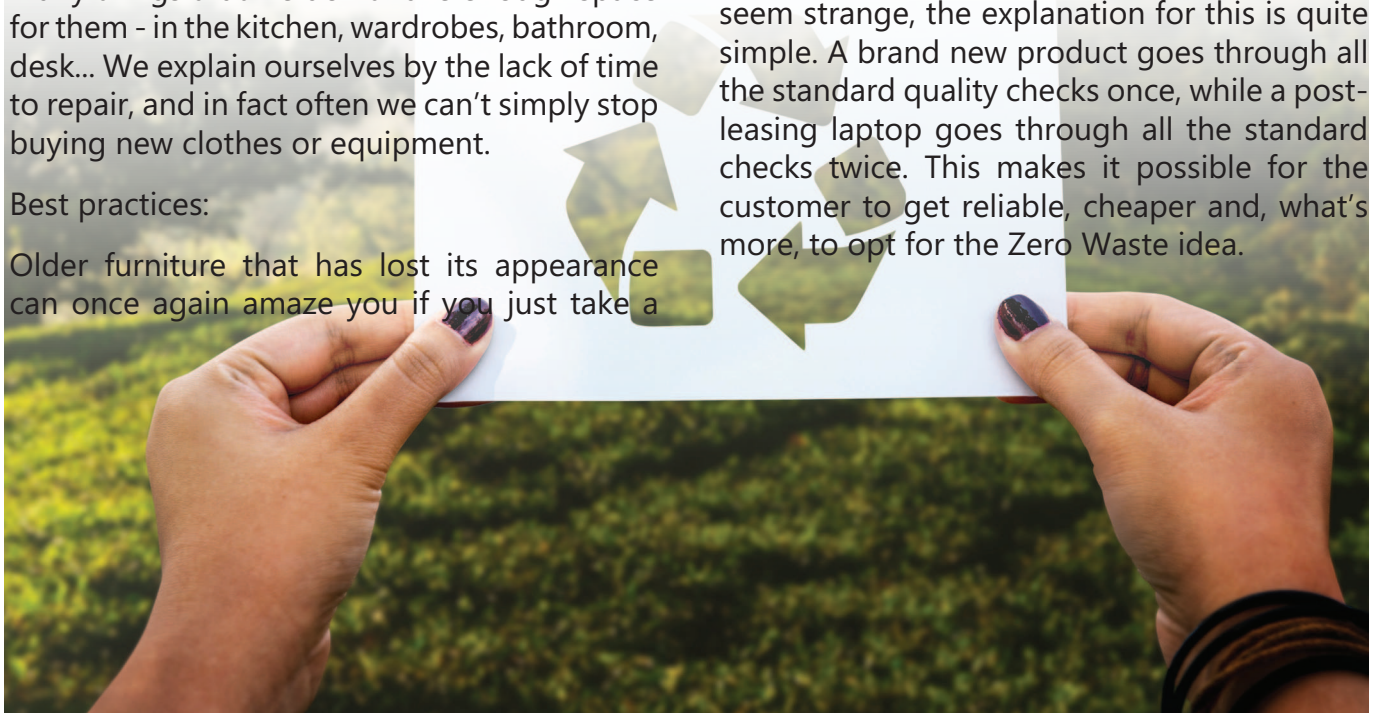 for them - in the kitchen, wardrobes, bathroom,
desk... We explain ourselves by the lack of time
to repair, and in fact often we can't simply stop
buying new clothes or equipment.
Best practices:
Older furniture that has lost its appearance
can once again amaze you if you just take a
seem strange, the explanation for this is quite
simple. A brand new product goes through all
the standard quality checks once, while a post-
leasing laptop goes through all the standard
checks twice. This makes it possible for the
customer to get reliable, cheaper and, what's
more, to opt for the Zero Waste idea.